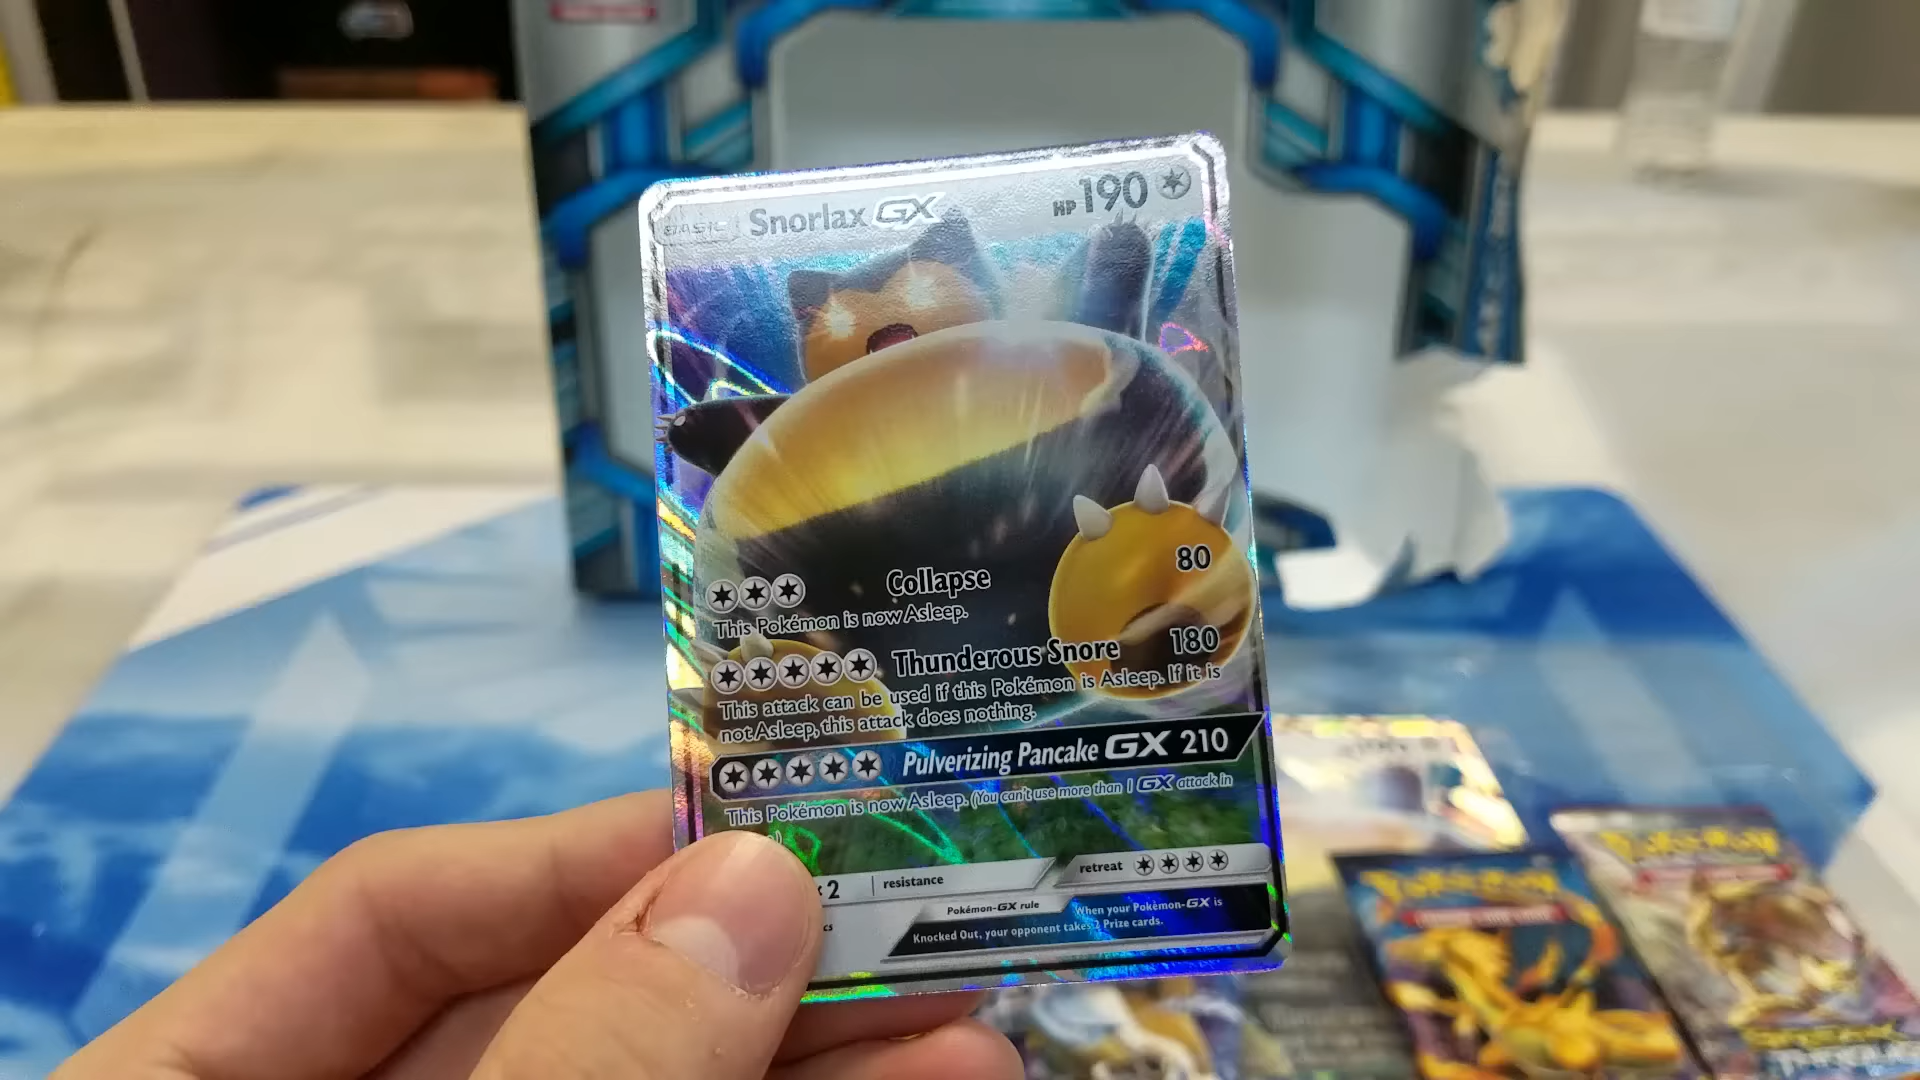 BASIC Snorlax GX HP 190
Collapse 80
This Pokémon is now Asleep.
Thunderous Snore 180
This attack can be used if this Pokémon is Asleep. If it is
not Asleep, this attack does nothing.
Pulverizing Pancake GX 210
This Pokémon is now Asleep. (You can't use more than 1 GX attack in
2 resistance retreat
Pokémon-GX rule When your Pokémon-GX is
Knocked Out, your opponent takes 2 Prize cards.
Pokémon
Pokémon